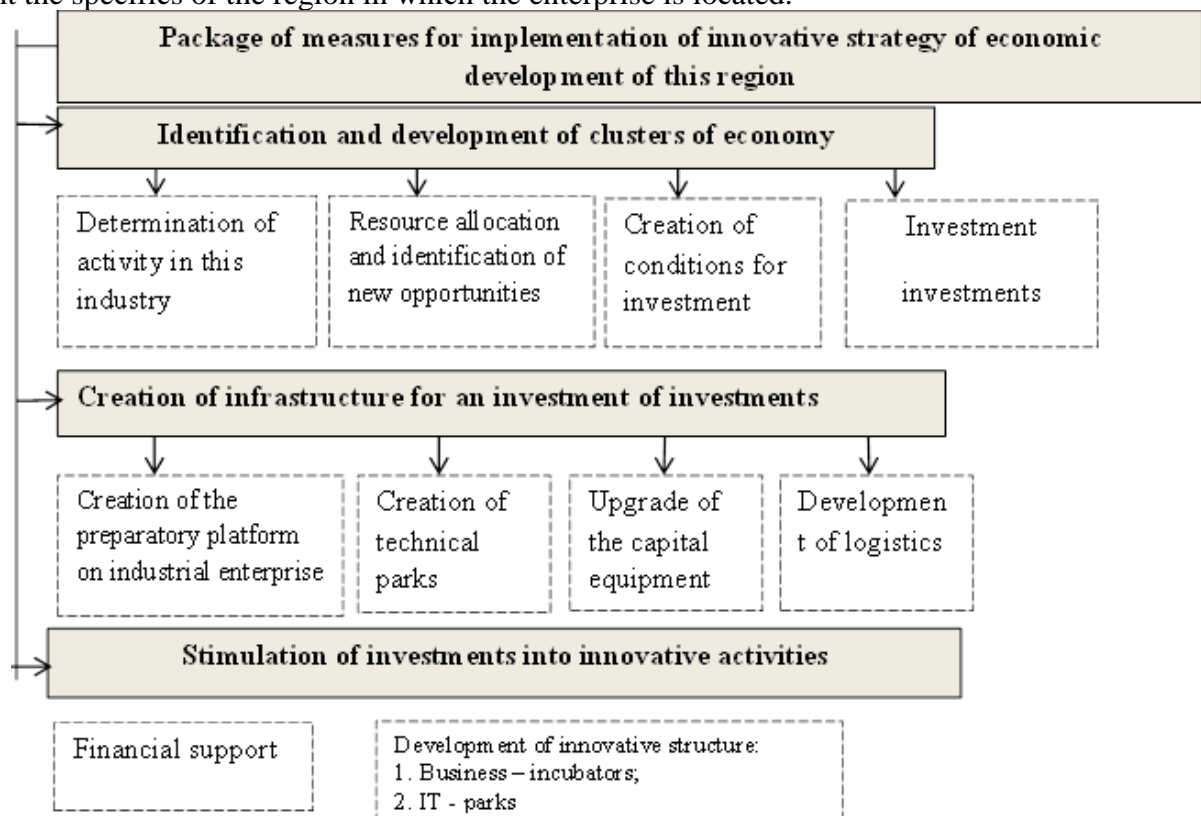 the specifics of the region in which the enterprise is located.
Package of measures for implementation of innovative strategy of economic
development of this region
Identification and development of clusters of economy
Determination of
activity in this
industry
Resource allocation
and identification of
new opportunities
Creation of
conditions for
investment
Investment
investments
Creation of infrastructure for an investment of investments
Creation of the
preparatory platform
on industrial enterprise
Creation of
technical
parks
Upgrade of
the capital
equipment
Developmen
t of logistics
Stimulation of investments into innovative activities
Financial support
Development of innovative structure:
1. Business – incubators;
2. IT - parks